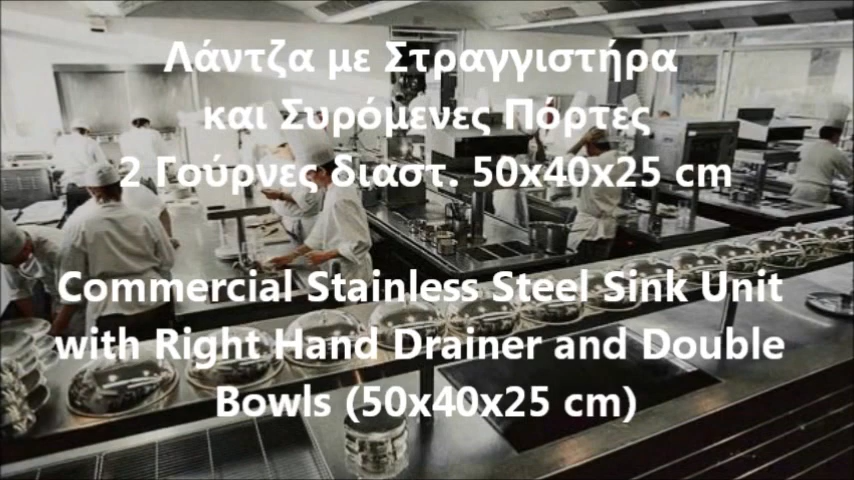 Λάντζα με Στραγγιστήρα
και Συρόμενες Πόρτες
2 Γούρνες διαστ. 50x40x25 cm
Commercial Stainless Steel Sink Unit
with Right Hand Drainer and Double
Bowls (50x40x25 cm)